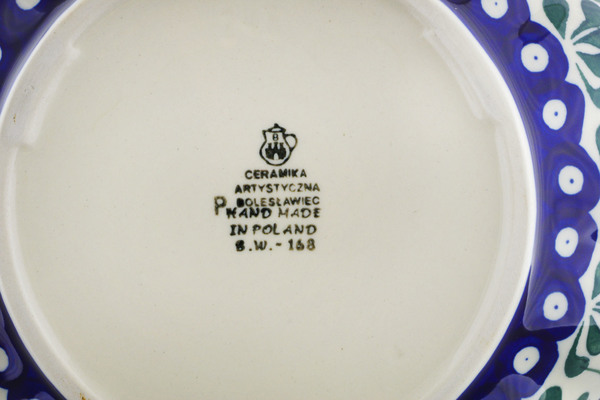 B
CERAMIKA
ARTYSTYCZNA
BOLESŁAWIEC
P HAND MADE
IN POLAND
B.W.-168